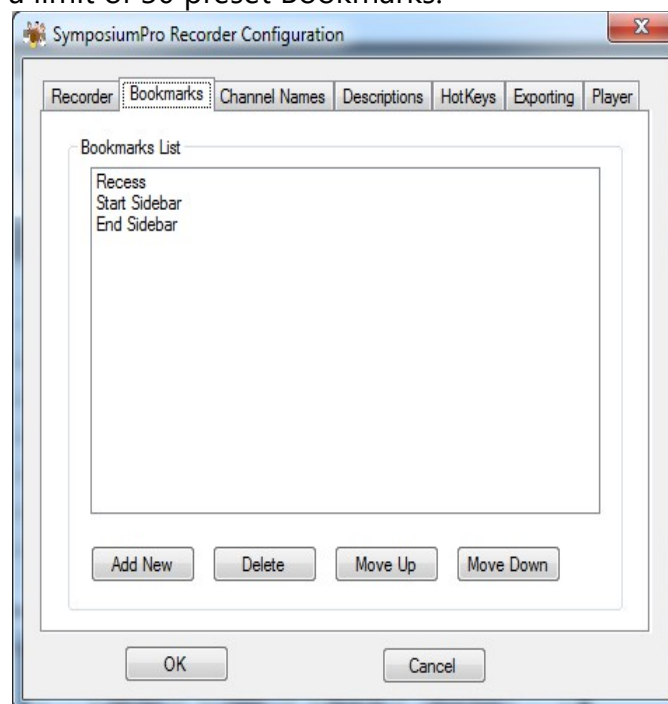 a limit of 50 preset Bookmarks.
SymposiumPro Recorder Configuration
Recorder Bookmarks Channel Names Descriptions HotKeys Exporting Player
Bookmarks List
Recess
Start Sidebar
End Sidebar
Add New Delete Move Up Move Down
OK Cancel